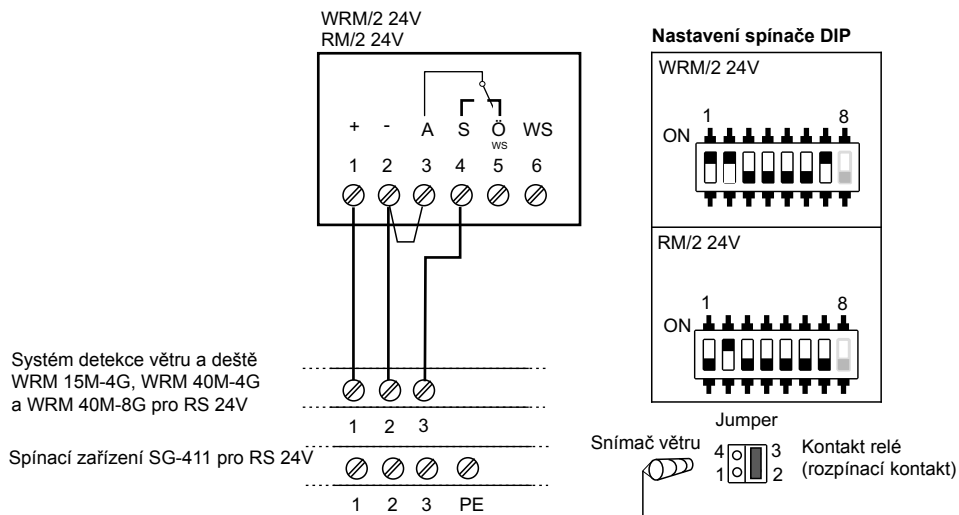 WRM/2 24V
RM/2 24V
+ - A S Ö WS
ws
1 2 3 4 5 6
Nastavení spínače DIP
WRM/2 24V
1 8
ON
RM/2 24V
1 8
ON
Systém detekce větru a deště
WRM 15M-4G, WRM 40M-4G
a WRM 40M-8G pro RS 24V
1 2 3
Spínací zařízení SG-411 pro RS 24V
1 2 3 PE
Jumper
Snímač větru
4 3
1 2
Kontakt relé
(rozpínací kontakt)